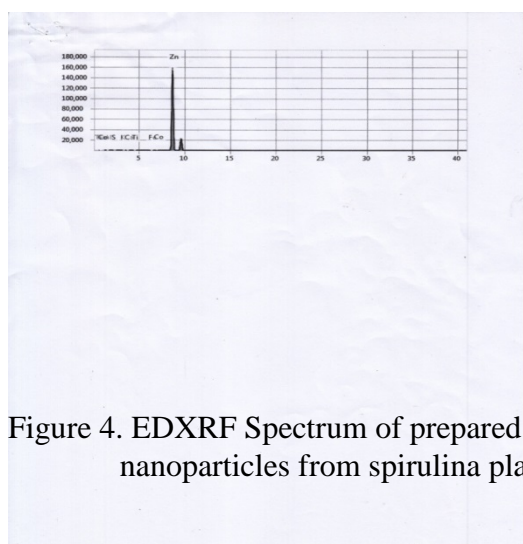 180,000
Zn
160,000
140,000
120,000
100,000
80,000
60,000
40,000
20,000
5 10 15 20 25 30 35 40
Figure 4. EDXRF Spectrum of prepared
nanoparticles from spirulina pla